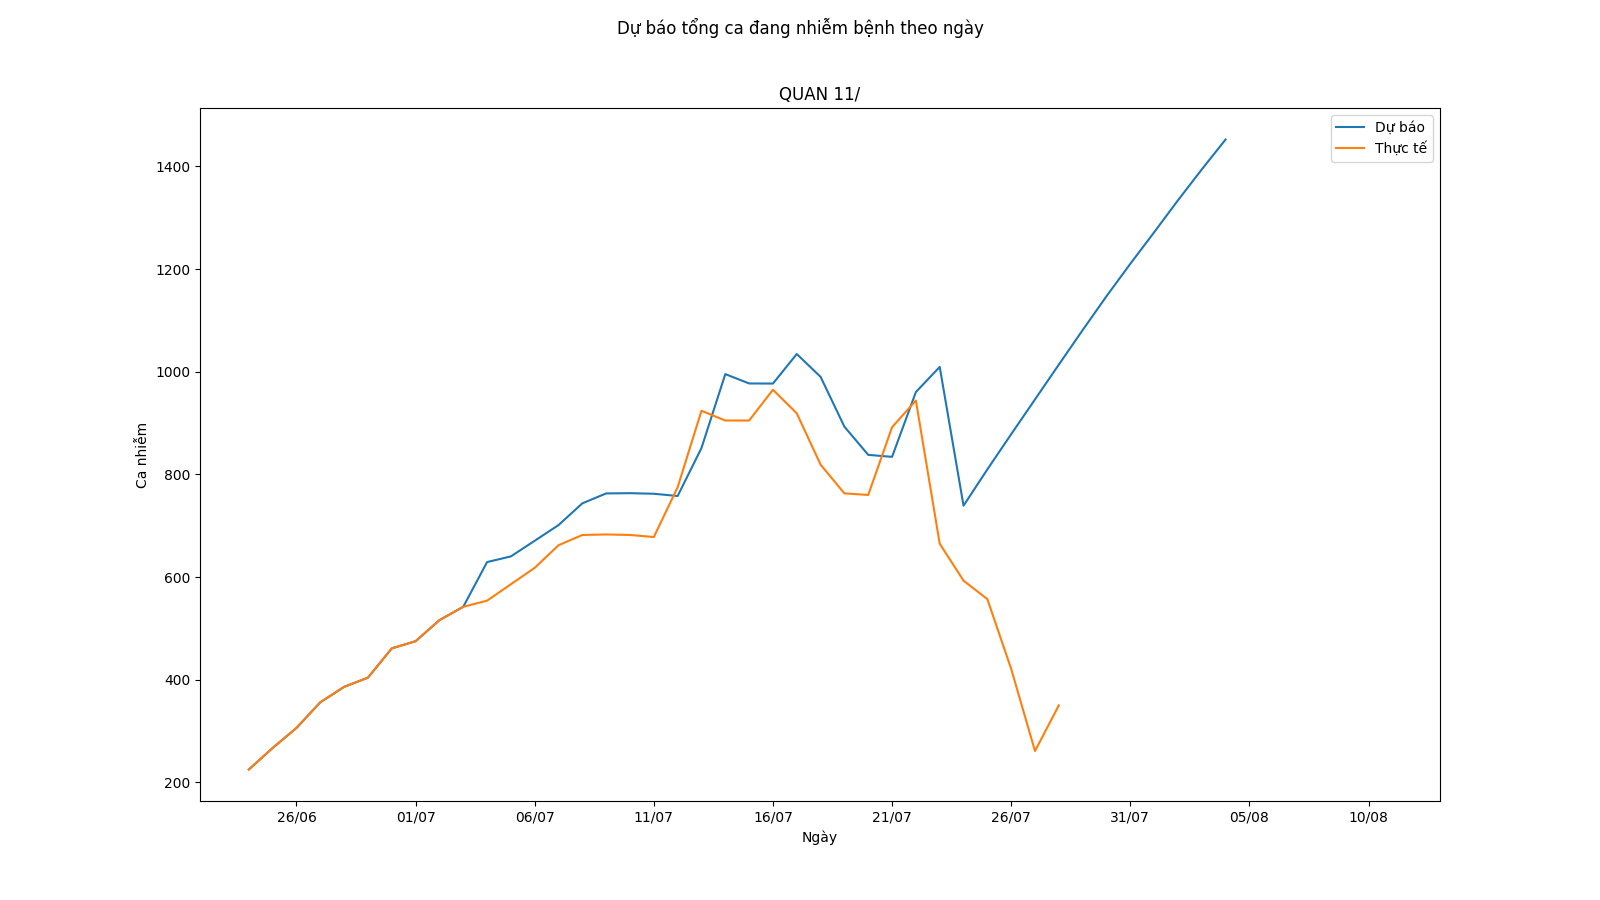 Dự báo tổng ca đang nhiễm bệnh theo ngày
QUAN 11/
Dự báo
Thực tế
1400
1200
1000
800
600
400
200
Ca nhiễm
26/06
01/07
06/07
11/07
16/07
21/07
26/07
31/07
05/08
10/08
Ngày